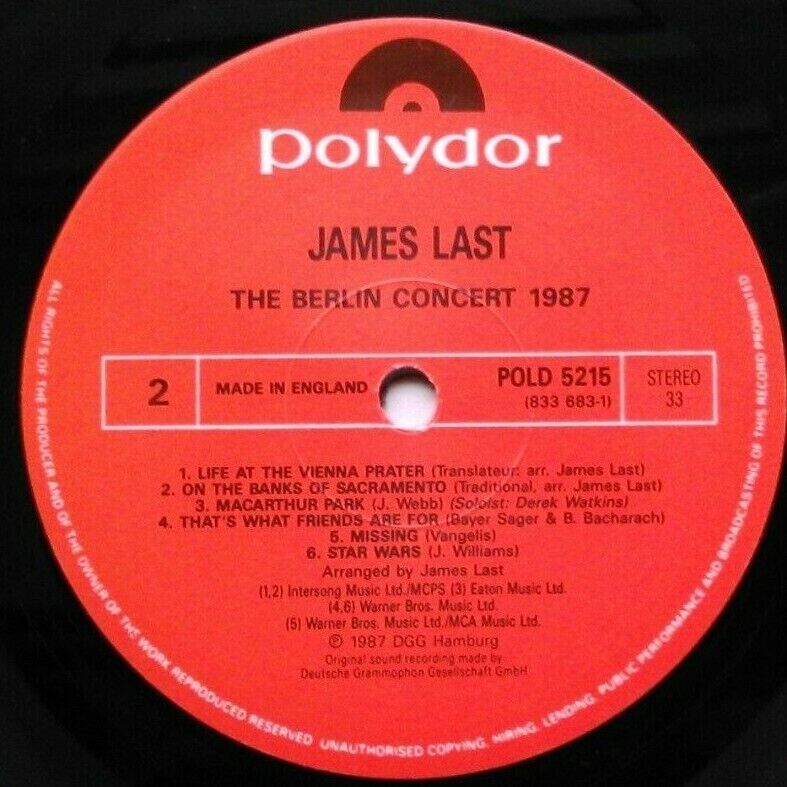 polydor
JAMES LAST
THE BERLIN CONCERT 1987
2
MADE IN ENGLAND
POLD 5215
(833 683-1)
STEREO
33
1. LIFE AT THE VIENNA PRATER (Translateur: arr. James Last)
2. ON THE BANKS OF SACRAMENTO (Traditional, arr. James Last)
3. MACARTHUR PARK (J. Webb) (Soloist: Derek Watkins)
4. THAT'S WHAT FRIENDS ARE FOR (Bayer Sager & B. Bacharach)
5. MISSING (Vangelis)
6. STAR WARS (J. Williams)
Arranged by James Last
(1,2) Intersong Music Ltd./MCPS (3) Eaton Music Ltd.
(4,6) Warner Bros. Music Ltd.
(5) Warner Bros. Music Ltd./MCA Music Ltd.
℗ 1987 DGG Hamburg
Original sound recording made by
Deutsche Grammophon Gesellschaft GmbH
ALL RIGHTS OF THE PRODUCER AND OF THE OWNER OF THE WORK REPRODUCED RESERVED. UNAUTHORISED COPYING, HIRING, LENDING, PUBLIC PERFORMANCE AND BROADCASTING OF THIS RECORD PROHIBITED